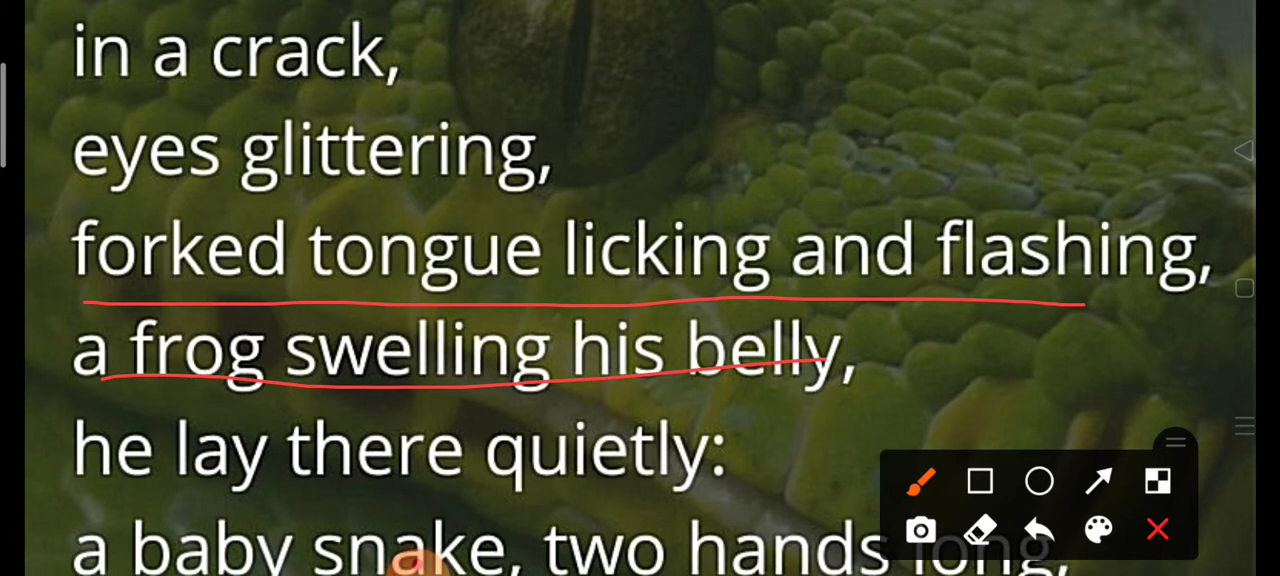 in a crack,
eyes glittering,
forked tongue licking and flashing,
a frog swelling his belly,
he lay there quietly:
a baby snake, two hands long,